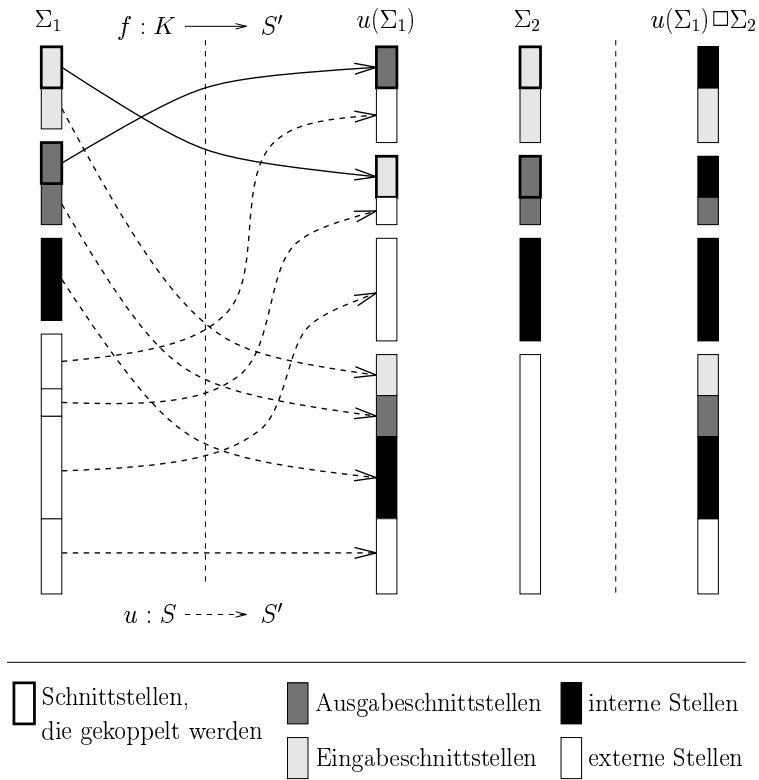 Σ₁ f : K ⟶ S′ u(Σ₁) Σ₂ u(Σ₁)□Σ₂
u : S ⇢ S′
Schnittstellen,
die gekoppelt werden
Ausgabeschnittstellen
Eingabeschnittstellen
interne Stellen
externe Stellen